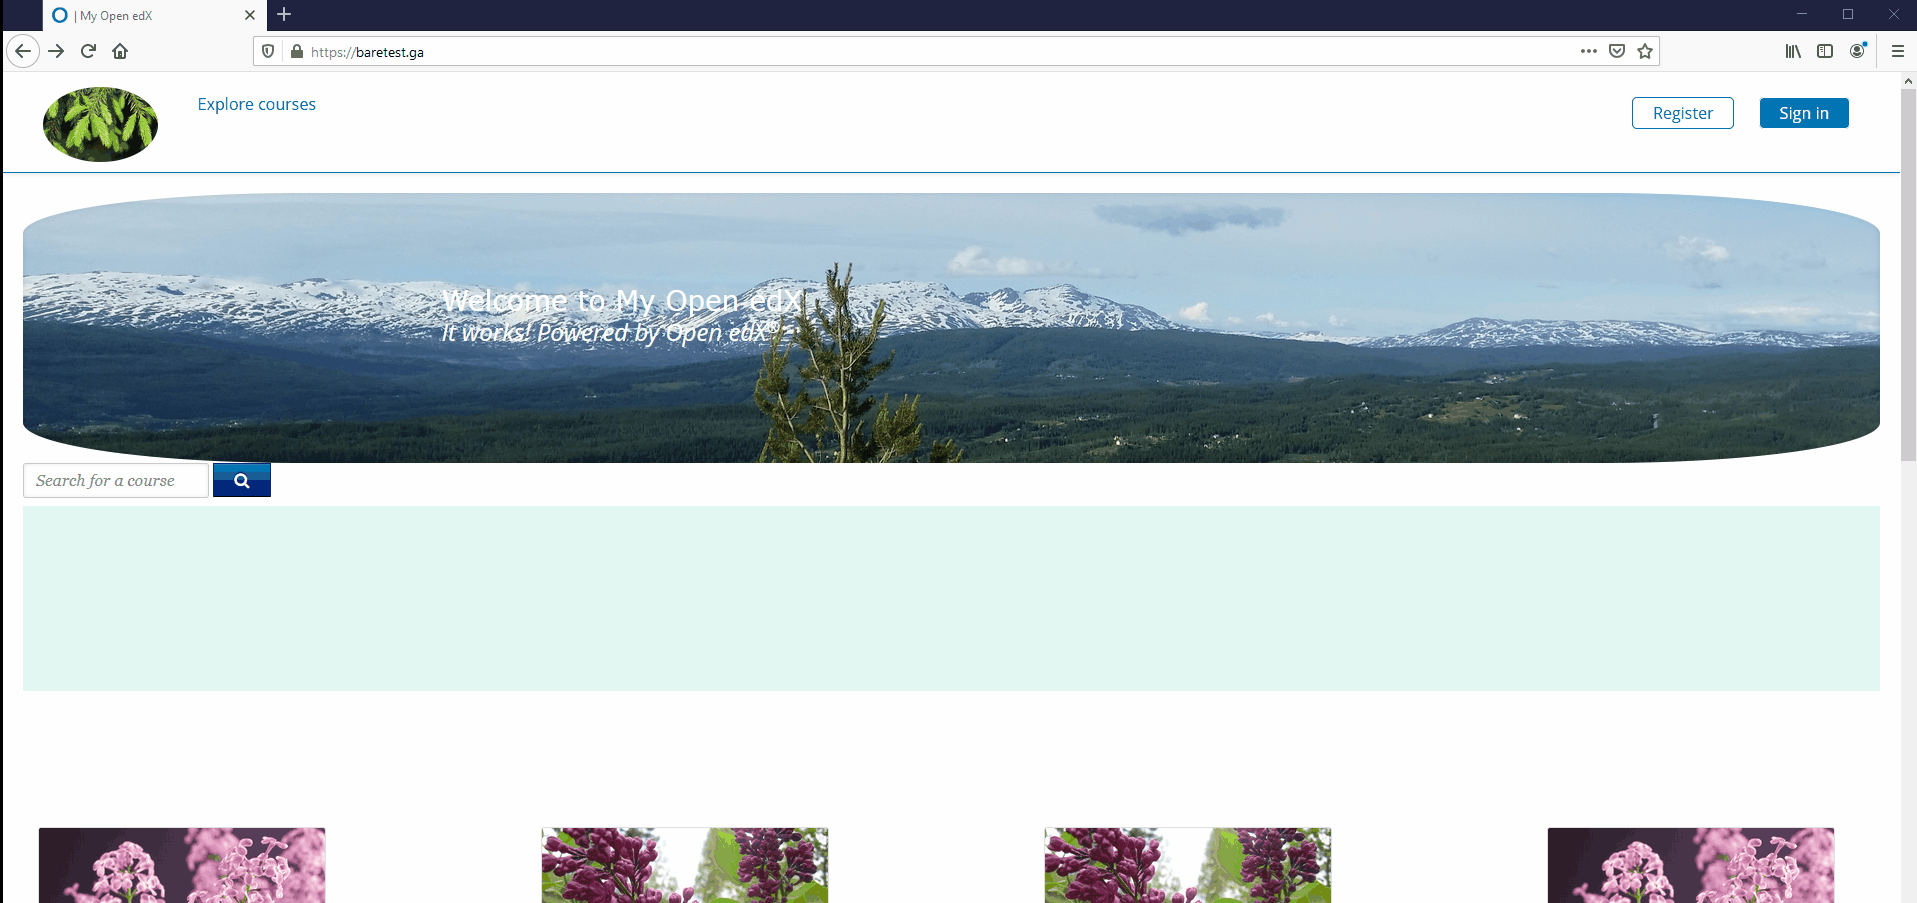 | My Open edX
https://baretest.ga
Explore courses
Register
Sign in
Welcome to My Open edX!
It works! Powered by Open edX®
Search for a course